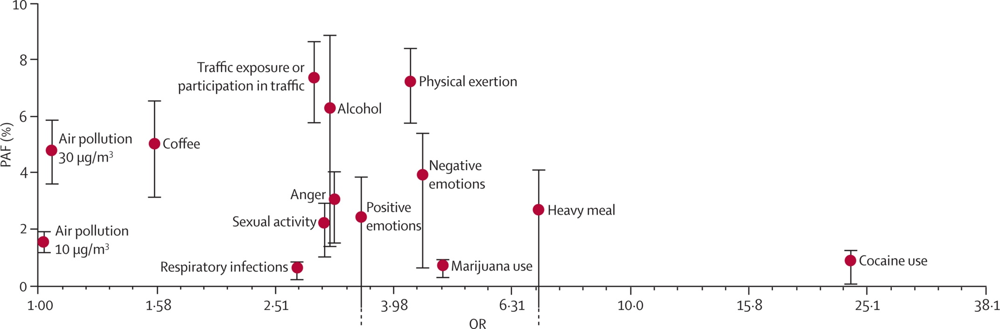 10
8
6
4
2
0
PAF (%)
Traffic exposure or
participation in traffic
Physical exertion
Alcohol
Air pollution
30 µg/m³
Coffee
Negative
emotions
Anger
Positive
emotions
Heavy meal
Sexual activity
Air pollution
10 µg/m³
Respiratory infections
Marijuana use
Cocaine use
1·00 1·58 2·51 3·98 6·31 10·0 15·8 25·1 38·1
OR